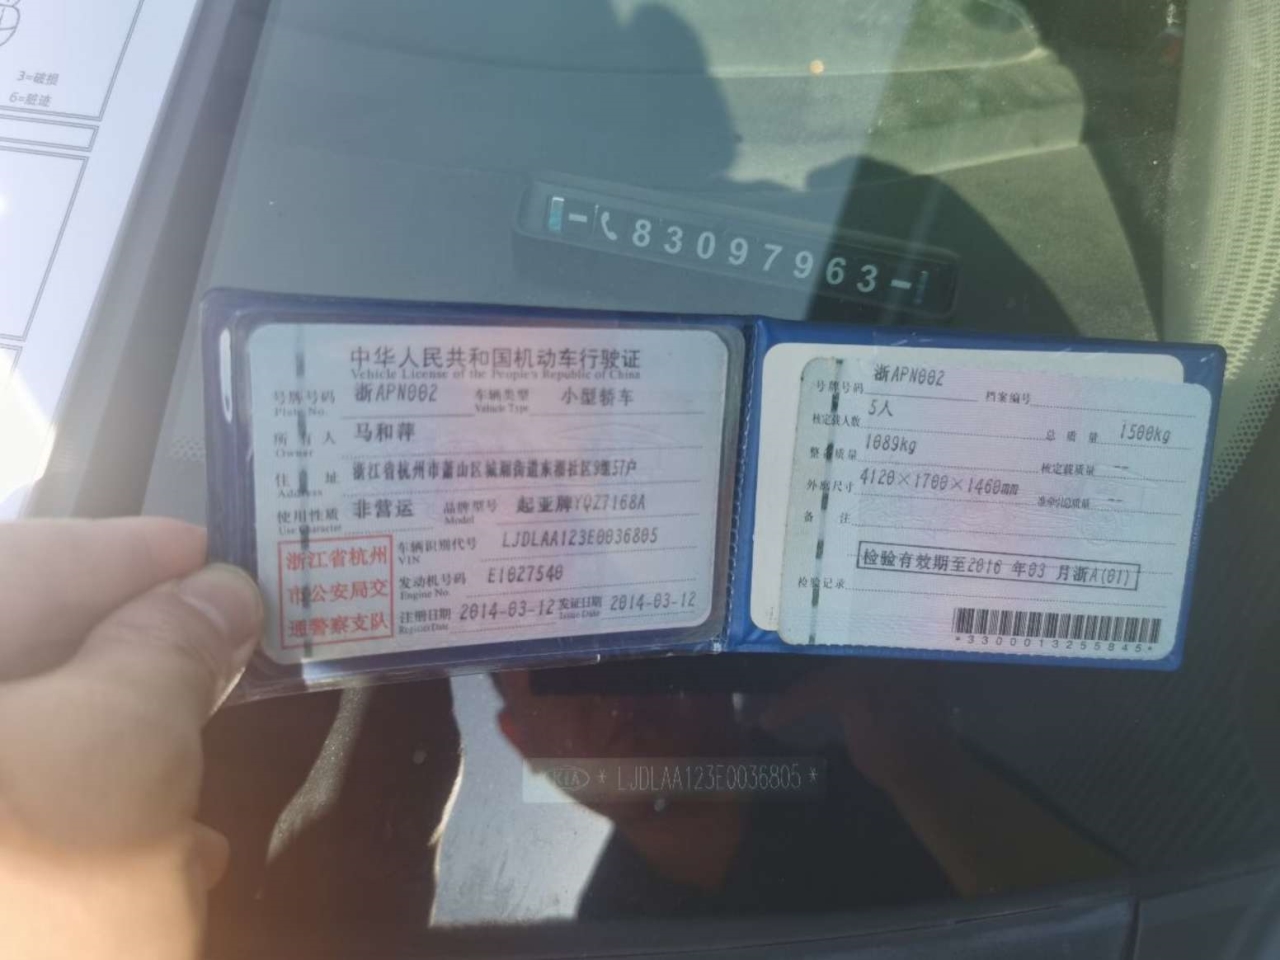 3=破损
6=脏迹
83097963
中华人民共和国机动车行驶证
Vehicle License of the People's Republic of China
号牌号码 浙APN002 车辆类型 小型轿车
Plate No. Vehicle Type
所有人 马和萍
Owner
住址 浙江省杭州市萧山区城厢街道东湘社区9组57户
Address
使用性质 非营运 品牌型号 起亚牌YQZ7168A
Use Character Model
浙江省杭州
市公安局交
通警察支队
车辆识别代号 LJDLAA123E0036805
VIN
发动机号码 E1027540
Engine No.
注册日期 2014-03-12 发证日期 2014-03-12
Register Date Issue Date
号牌号码 浙APN002 档案编号
核定载人数 5人 总质量 1500kg
整备质量 1089kg 核定载质量 --
外廓尺寸 4120×1700×1460mm 准牵引总质量 --
备注
检验有效期至2016年03月浙A(01)
检验记录
*3300013255845*
KIA *LJDLAA123E0036805*